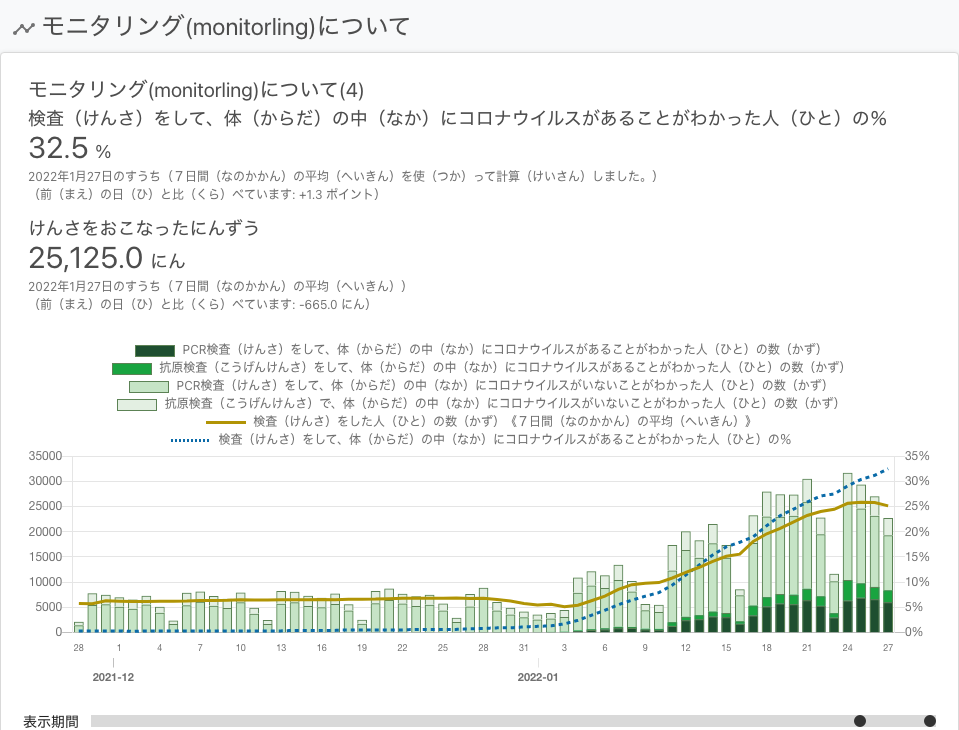 モニタリング(monitorling)について
モニタリング(monitorling)について(4)
検査（けんさ）をして、体（からだ）の中（なか）にコロナウイルスがあることがわかった人（ひと）の%
32.5 %
2022年1月27日のすうち（７日間（なのかかん）の平均（へいきん）を使（つか）って計算（けいさん）しました。）
（前（まえ）の日（ひ）と比（くら）べています: +1.3 ポイント）
けんさをおこなったにんずう
25,125.0 にん
2022年1月27日のすうち（７日間（なのかかん）の平均（へいきん））
（前（まえ）の日（ひ）と比（くら）べています: -665.0 にん）
PCR検査（けんさ）をして、体（からだ）の中（なか）にコロナウイルスがあることがわかった人（ひと）の数（かず）
抗原検査（こうげんけんさ）をして、体（からだ）の中（なか）にコロナウイルスがあることがわかった人（ひと）の数（かず）
PCR検査（けんさ）をして、体（からだ）の中（なか）にコロナウイルスがいないことがわかった人（ひと）の数（かず）
抗原検査（こうげんけんさ）で、体（からだ）の中（なか）にコロナウイルスがいないことがわかった人（ひと）の数（かず）
検査（けんさ）をした人（ひと）の数（かず）《７日間（なのかかん）の平均（へいきん）》
検査（けんさ）をして、体（からだ）の中（なか）にコロナウイルスがあることがわかった人（ひと）の%
35000 35%
30000 30%
25000 25%
20000 20%
15000 15%
10000 10%
5000 5%
0 0%
28 1 4 7 10 13 16 19 22 25 28 31 3 6 9 12 15 18 21 24 27
2021-12 2022-01
表示期間